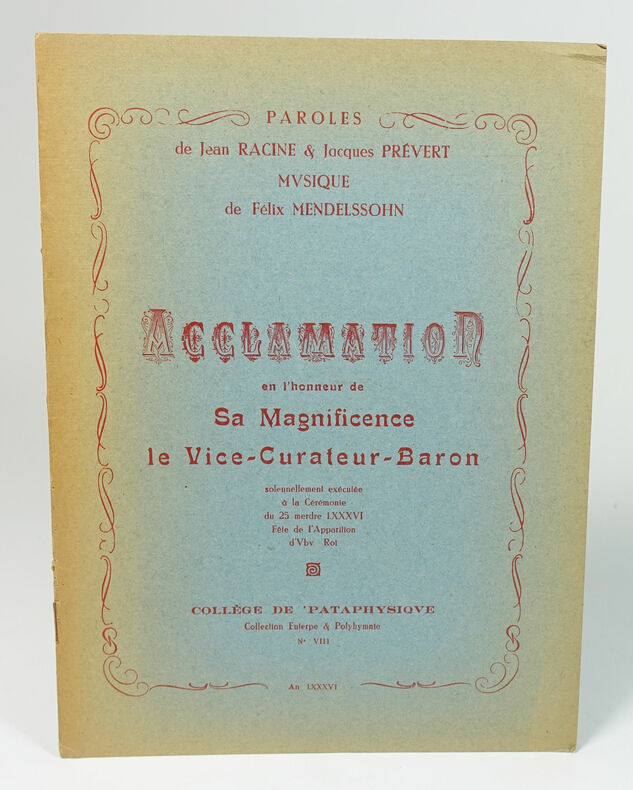 PAROLES
de Jean RACINE & Jacques PRÉVERT
MVSIQUE
de Félix MENDELSSOHN
ACCLAMATION
en l'honneur de
Sa Magnificence
le Vice-Curateur-Baron
solennellement exécutée
à la Cérémonie
du 25 merdre LXXXVI
Fête de l'Apparition
d'Vbv Roi
COLLÈGE DE 'PATAPHYSIQVE
Collection Euterpe & Polyhymnie
N° VIII
An LXXXVI